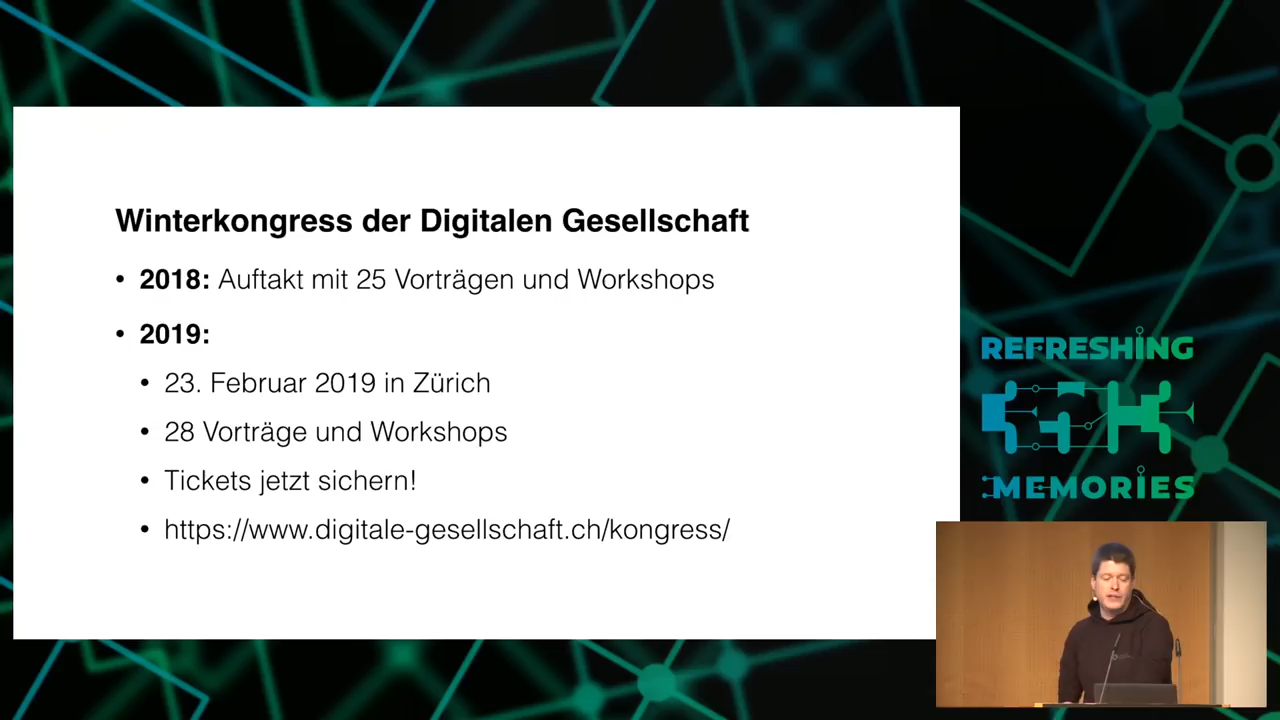 Winterkongress der Digitalen Gesellschaft
• 2018: Auftakt mit 25 Vorträgen und Workshops
• 2019:
• 23. Februar 2019 in Zürich
• 28 Vorträge und Workshops
• Tickets jetzt sichern!
• https://www.digitale-gesellschaft.ch/kongress/
REFRESHING
35C3
MEMORIES